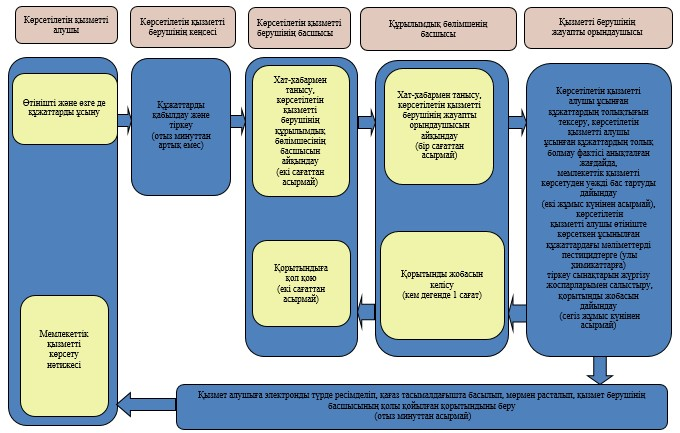 Көрсетілетін қызметті
алушы
Көрсетілетін қызметті
берушінің кеңсесі
Көрсетілетін қызметті
берушінің басшысы
Құрылымдық бөлімшенің
басшысы
Қызметті берушінің
жауапты орындаушысы
Өтінішті және өзге де
құжаттарды ұсыну
Құжаттарды
қабылдау және
тіркеу
(отыз минуттан
артық емес)
Хат-хабармен
танысу,
көрсетілетін
қызметті
берушінің
құрылымдық
бөлімшесінің
басшысын
айқындау
(екі сағаттан
асырмай)
Хат-хабармен танысу,
көрсетілетін қызметті
берушінің жауапты
орындаушысын
айқындау
(бір сағаттан
асырмай)
Көрсетілетін қызметті
алушы ұсынған
құжаттардың толықтығын
тексеру, көрсетілетін
қызметті алушы
ұсынған құжаттардың толық
болмау фактісі анықталған
жағдайда,
мемлекеттік қызметті
көрсетуден уәжді бас тартуды
дайындау
(екі жұмыс күнінен асырмай),
көрсетілетін
қызметті алушы өтініште
көрсеткен ұсынылған
құжаттардағы мәліметтерді
пестицидтерге (улы
химикаттарға)
тіркеу сынақтарын жүргізу
жоспарларымен салыстыру,
қорытынды жобасын
дайындау
(сегіз жұмыс күнінен
асырмай)
Қорытындыға
қол қою
(екі сағаттан
асырмай)
Қорытынды жобасын
келісу
(кем дегенде 1 сағат)
Мемлекеттік
қызметті
көрсету
нәтижесі
Қызмет алушыға электронды түрде ресімделіп, қағаз тасымалдағышта басылып, мөрмен расталып, қызмет берушінің
басшысының қолы қойылған қорытындыны беру
(отыз минуттан асырмай)